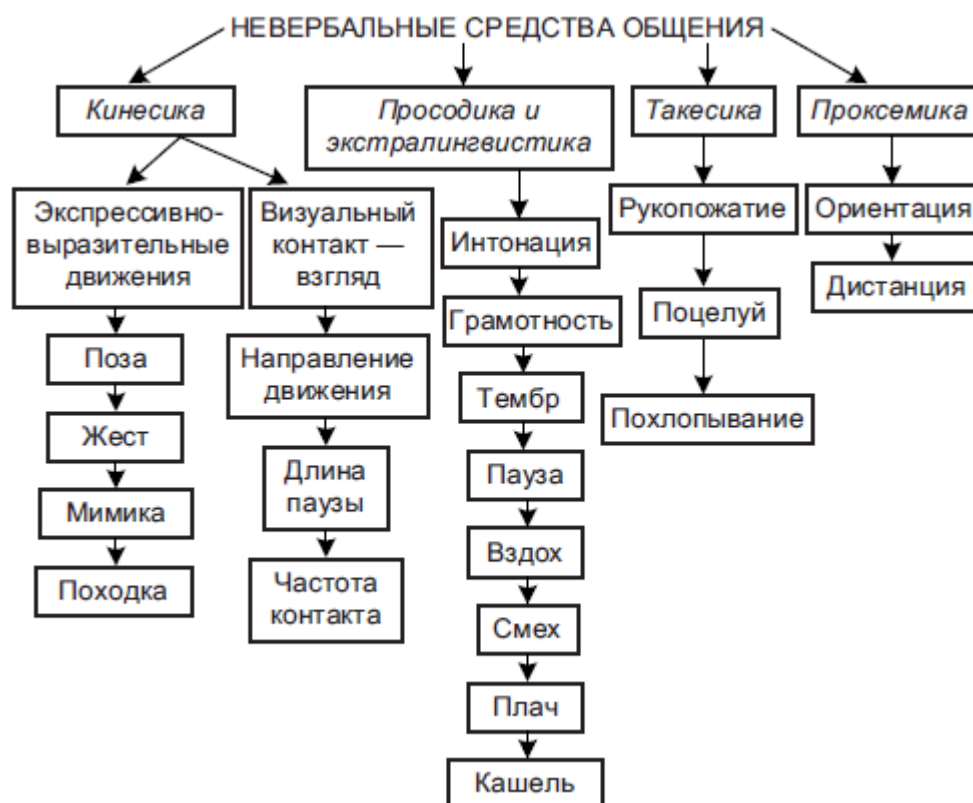 НЕВЕРБАЛЬНЫЕ СРЕДСТВА ОБЩЕНИЯ
Кинесика
Просодика и
экстралингвистика
Такесика
Проксемика
Экспрессивно-
выразительные
движения
Поза
Жест
Мимика
Походка
Визуальный
контакт —
взгляд
Направление
движения
Длина
паузы
Частота
контакта
Интонация
Грамотность
Тембр
Пауза
Вздох
Смех
Плач
Кашель
Рукопожатие
Поцелуй
Похлопывание
Ориентация
Дистанция